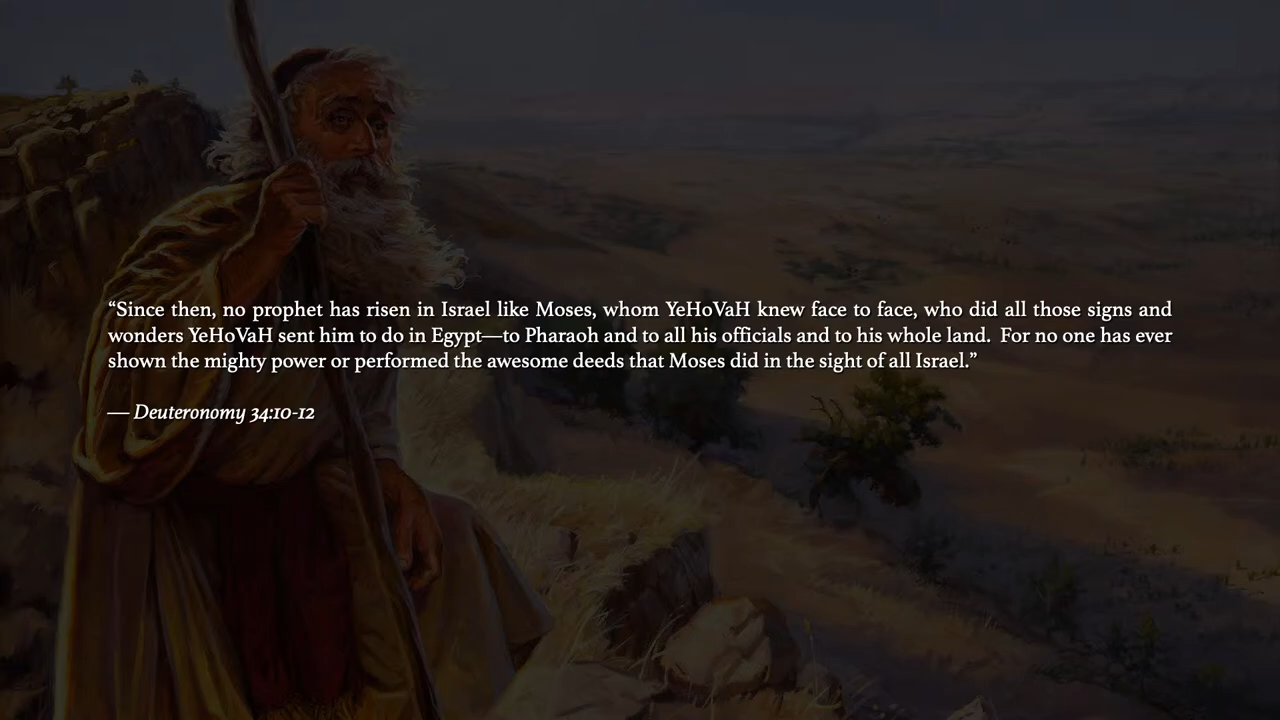 “Since then, no prophet has risen in Israel like Moses, whom YeHoVaH knew face to face, who did all those signs and
wonders YeHoVaH sent him to do in Egypt—to Pharaoh and to all his officials and to his whole land.  For no one has ever
shown the mighty power or performed the awesome deeds that Moses did in the sight of all Israel.”
— Deuteronomy 34:10-12